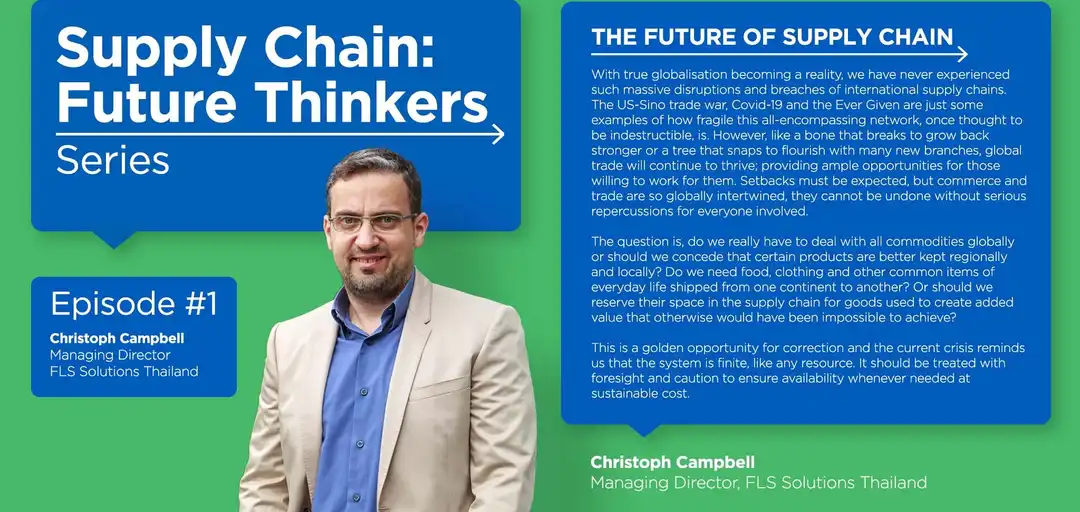 Supply Chain:
Future Thinkers
Series
Episode #1
Christoph Campbell
Managing Director
FLS Solutions Thailand
THE FUTURE OF SUPPLY CHAIN
With true globalisation becoming a reality, we have never experienced
such massive disruptions and breaches of international supply chains.
The US-Sino trade war, Covid-19 and the Ever Given are just some
examples of how fragile this all-encompassing network, once thought to
be indestructible, is. However, like a bone that breaks to grow back
stronger or a tree that snaps to flourish with many new branches, global
trade will continue to thrive; providing ample opportunities for those
willing to work for them. Setbacks must be expected, but commerce and
trade are so globally intertwined, they cannot be undone without serious
repercussions for everyone involved.
The question is, do we really have to deal with all commodities globally
or should we concede that certain products are better kept regionally
and locally? Do we need food, clothing and other common items of
everyday life shipped from one continent to another? Or should we
reserve their space in the supply chain for goods used to create added
value that otherwise would have been impossible to achieve?
This is a golden opportunity for correction and the current crisis reminds
us that the system is finite, like any resource. It should be treated with
foresight and caution to ensure availability whenever needed at
sustainable cost.
Christoph Campbell
Managing Director, FLS Solutions Thailand